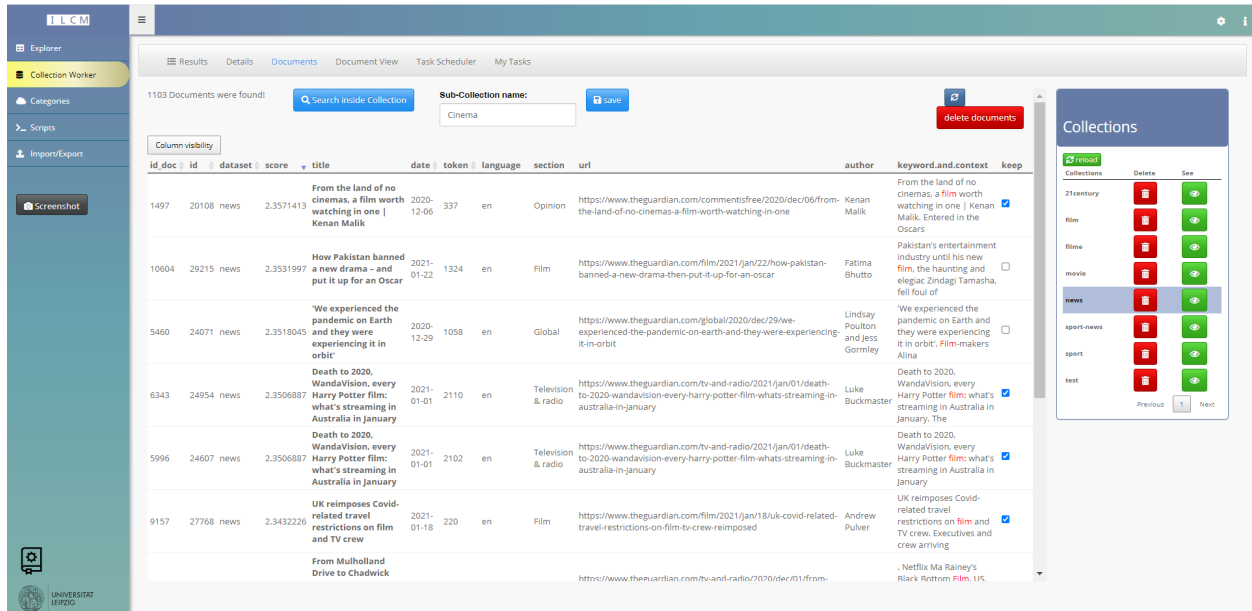 ILCM
Explorer
Collection Worker
Categories
Scripts
Import/Export
Screenshot
UNIVERSITAT
LEIPZIG
Results Details Documents Document View Task Scheduler My Tasks
1103 Documents were found!
Search inside Collection
Sub-Collection name:
Cinema
save
delete documents
Column visibility
id_doc id dataset score title date token language section url author keyword.and.context keep
1497 20108 news 2.3571413
From the land of no
cinemas, a film worth
watching in one |
Kenan Malik
2020-
12-06
337 en Opinion
https://www.theguardian.com/commentisfree/2020/dec/06/from-
the-land-of-no-cinemas-a-film-worth-watching-in-one
Kenan
Malik
From the land of no
cinemas, a film worth
watching in one | Kenan
Malik. Entered in the
Oscars
10604 29215 news 2.3531997
How Pakistan banned
a new drama – and
put it up for an Oscar
2021-
01-22
1324 en Film
https://www.theguardian.com/film/2021/jan/22/how-pakistan-
banned-a-new-drama-then-put-it-up-for-an-oscar
Fatima
Bhutto
Pakistan's entertainment
industry until his new
film, the haunting and
elegiac Zindagi Tamasha,
fell foul of
5460 24071 news 2.3518045
'We experienced the
pandemic on Earth
and they were
experiencing it in
orbit'
2020-
12-29
1058 en Global
https://www.theguardian.com/global/2020/dec/29/we-
experienced-the-pandemic-on-earth-and-they-were-experiencing-
it-in-orbit
Lindsay
Poulton
and Jess
Gormley
'We experienced the
pandemic on Earth and
they were experiencing
it in orbit'. Film-makers
Alina
6343 24954 news 2.3506887
Death to 2020,
WandaVision, every
Harry Potter film:
what's streaming in
Australia in January
2021-
01-01
2110 en
Television
& radio
https://www.theguardian.com/tv-and-radio/2021/jan/01/death-
to-2020-wandavision-every-harry-potter-film-whats-streaming-in-
australia-in-january
Luke
Buckmaster
Death to 2020,
WandaVision, every
Harry Potter film: what's
streaming in Australia in
January. The
5996 24607 news 2.3506887
Death to 2020,
WandaVision, every
Harry Potter film:
what's streaming in
Australia in January
2021-
01-01
2102 en
Television
& radio
https://www.theguardian.com/tv-and-radio/2021/jan/01/death-
to-2020-wandavision-every-harry-potter-film-whats-streaming-in-
australia-in-january
Luke
Buckmaster
Death to 2020,
WandaVision, every
Harry Potter film: what's
streaming in Australia in
January
9157 27768 news 2.3432226
UK reimposes Covid-
related travel
restrictions on film
and TV crew
2021-
01-18
220 en Film
https://www.theguardian.com/film/2021/jan/18/uk-covid-related-
travel-restrictions-on-film-tv-crew-reimposed
Andrew
Pulver
UK reimposes Covid-
related travel
restrictions on film and
TV crew. Executives and
crew arriving
From Mulholland
Drive to Chadwick
https://www.theguardian.com/tv-and-radio/2020/dec/01/from-
. Netflix Ma Rainey's
Black Bottom Film, US,
Collections
reload
Collections Delete See
21century
film
filme
movie
news
sport-news
sport
test
Previous 1 Next